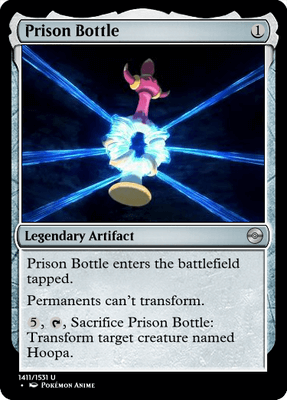 Prison Bottle 1
Legendary Artifact
Prison Bottle enters the battlefield
tapped.
Permanents can't transform.
5, , Sacrifice Prison Bottle:
Transform target creature named
Hoopa.
1411/1531 U
• Pokémon Anime